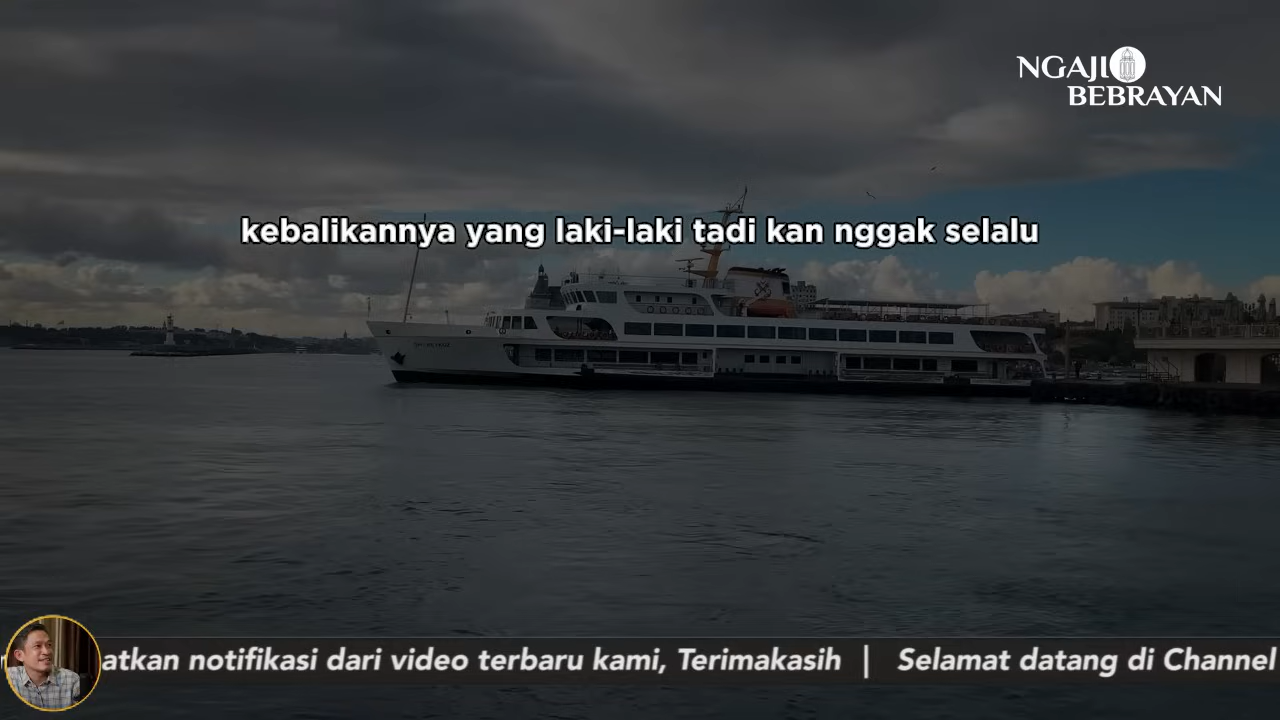 NGAJI
BEBRAYAN
kebalikannya yang laki-laki tadi kan nggak selalu
atkan notifikasi dari video terbaru kami, Terimakasih | Selamat datang di Channel